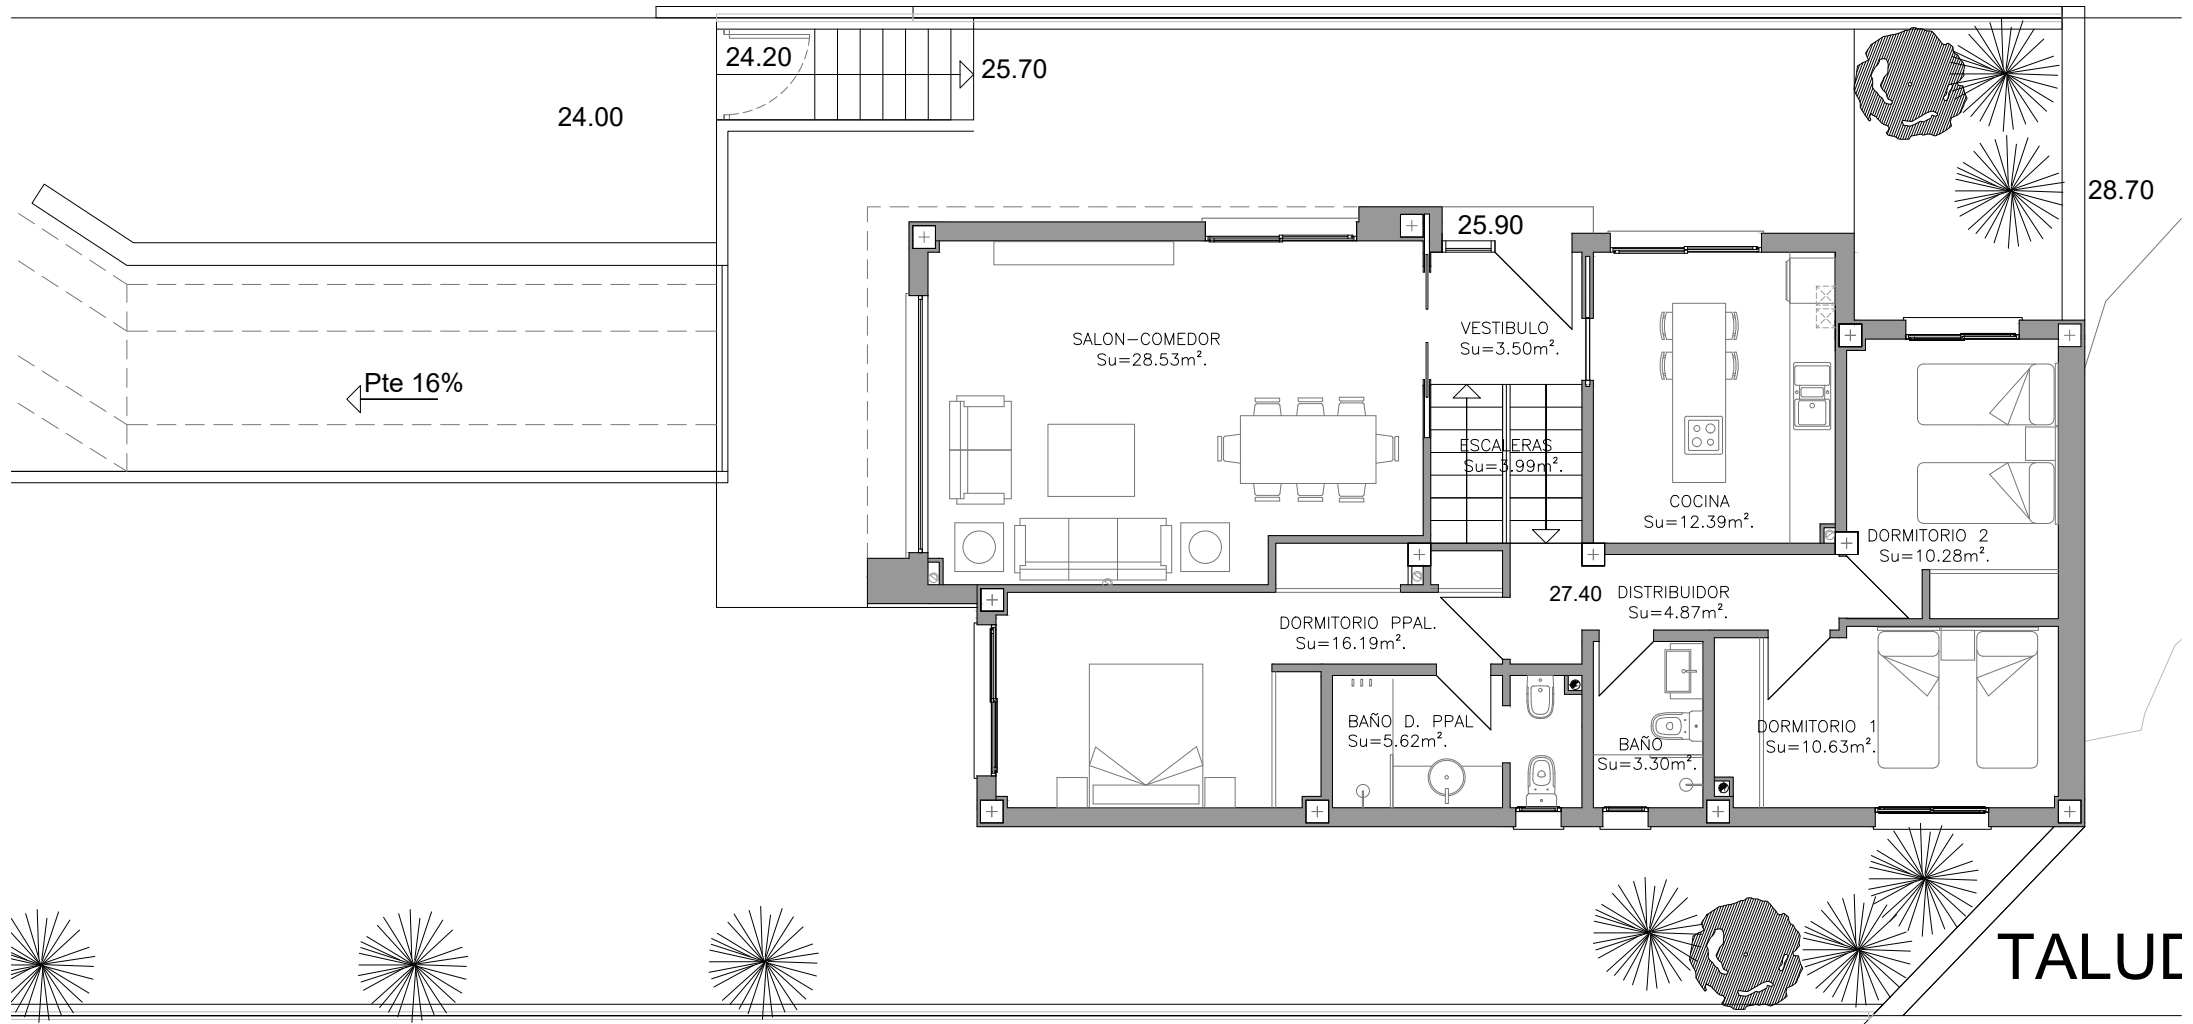 24.20
25.70
24.00
28.70
25.90
VESTIBULO
Su=3.50m².
SALON-COMEDOR
Su=28.53m².
Pte 16%
ESCALERAS
Su=3.99m².
COCINA
Su=12.39m².
DORMITORIO 2
Su=10.28m².
27.40
DISTRIBUIDOR
Su=4.87m².
DORMITORIO PPAL.
Su=16.19m².
BAÑO D. PPAL
Su=5.62m².
BAÑO
Su=3.30m².
DORMITORIO 1
Su=10.63m².
TALUD